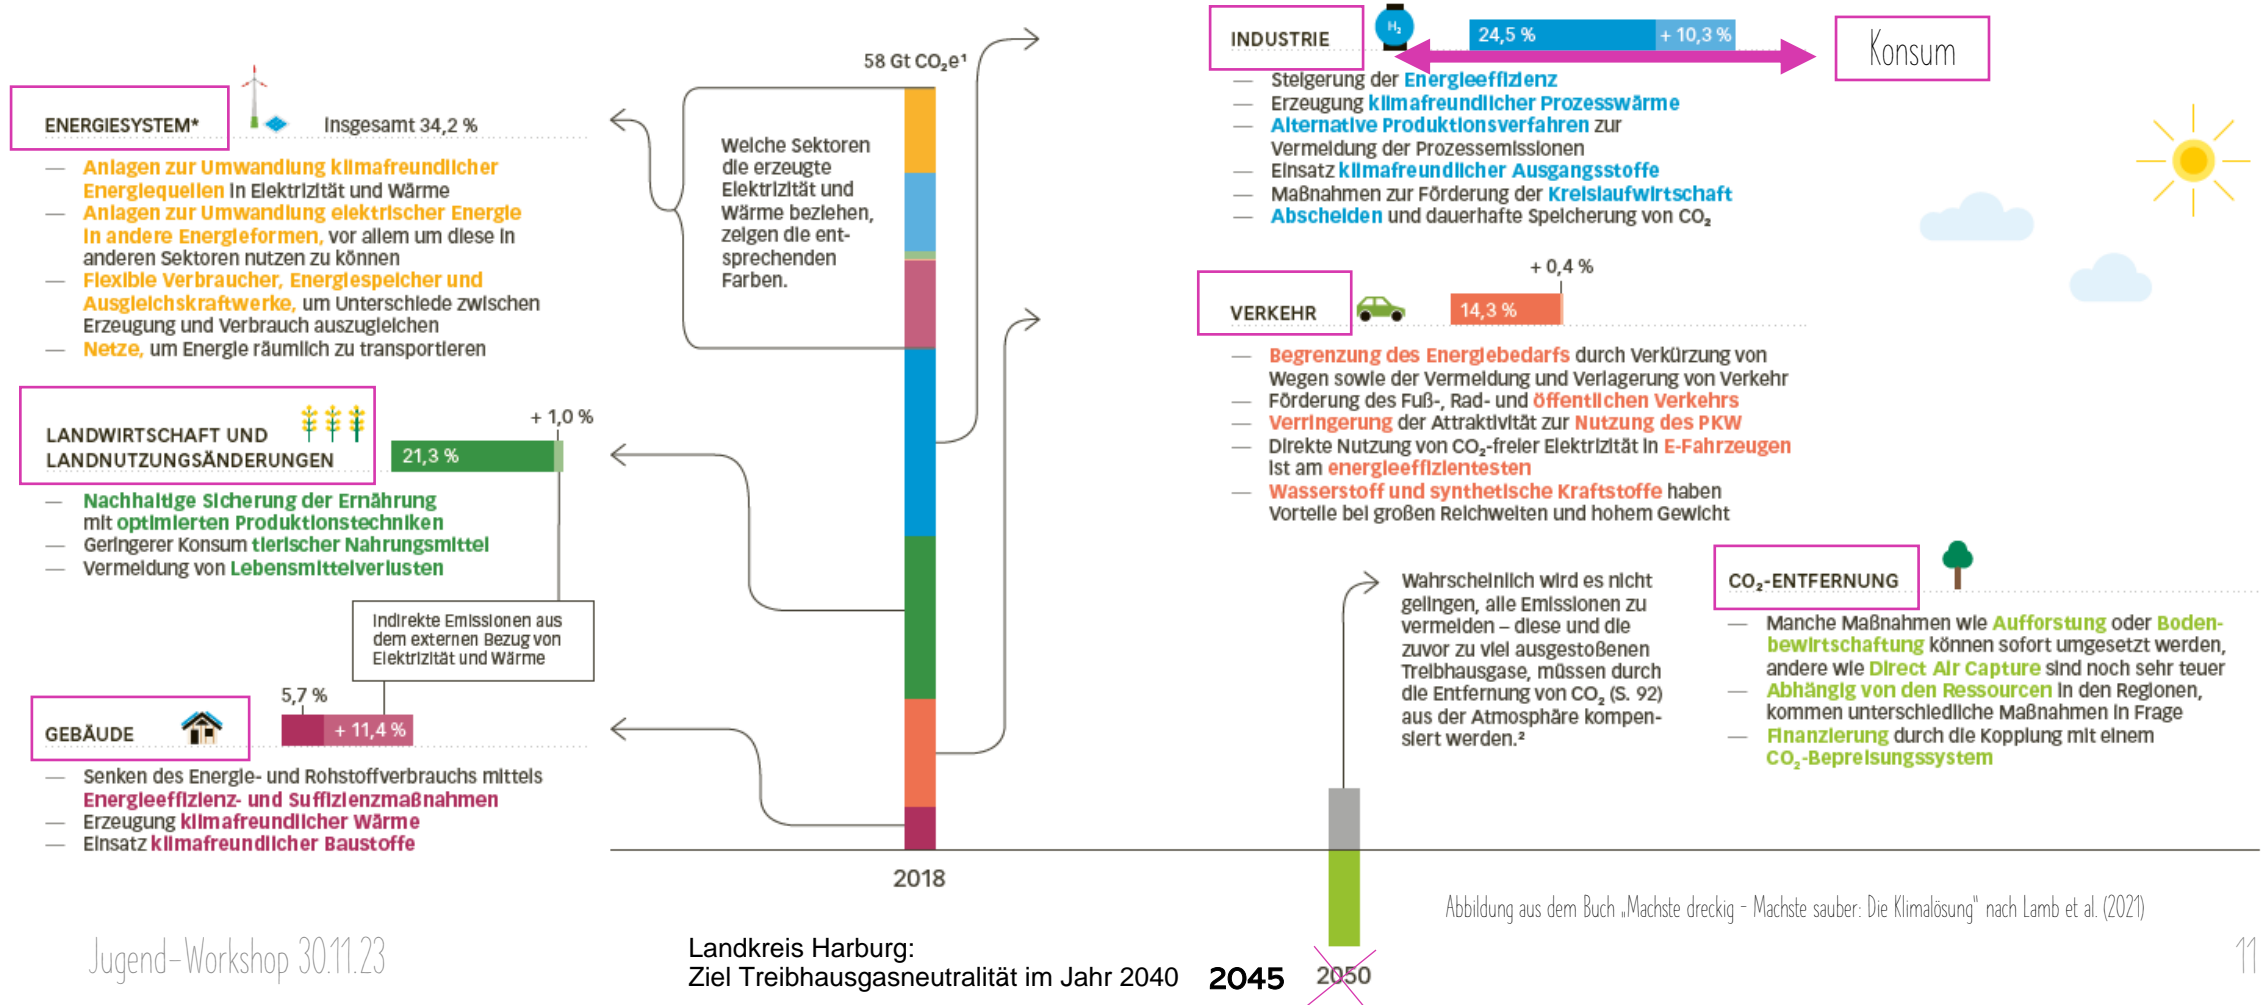 ENERGIESYSTEM*
Insgesamt 34,2 %
— Anlagen zur Umwandlung klimafreundlicher
Energiequellen in Elektrizität und Wärme
— Anlagen zur Umwandlung elektrischer Energie
in andere Energieformen, vor allem um diese in
anderen Sektoren nutzen zu können
— Flexible Verbraucher, Energiespeicher und
Ausgleichskraftwerke, um Unterschiede zwischen
Erzeugung und Verbrauch auszugleichen
— Netze, um Energie räumlich zu transportieren
LANDWIRTSCHAFT UND
LANDNUTZUNGSÄNDERUNGEN
21,3 %
+ 1,0 %
— Nachhaltige Sicherung der Ernährung
mit optimierten Produktionstechniken
— Geringerer Konsum tierischer Nahrungsmittel
— Vermeidung von Lebensmittelverlusten
Indirekte Emissionen aus
dem externen Bezug von
Elektrizität und Wärme
GEBÄUDE
5,7 %
+ 11,4 %
— Senken des Energie- und Rohstoffverbrauchs mittels
Energieeffizienz- und Suffizienzmaßnahmen
— Erzeugung klimafreundlicher Wärme
— Einsatz klimafreundlicher Baustoffe
58 Gt CO₂e¹
Welche Sektoren
die erzeugte
Elektrizität und
Wärme beziehen,
zeigen die ent-
sprechenden
Farben.
2018
INDUSTRIE
H₂
24,5 %
+ 10,3 %
Konsum
— Steigerung der Energieeffizienz
— Erzeugung klimafreundlicher Prozesswärme
— Alternative Produktionsverfahren zur
Vermeidung der Prozessemissionen
— Einsatz klimafreundlicher Ausgangsstoffe
— Maßnahmen zur Förderung der Kreislaufwirtschaft
— Abscheiden und dauerhafte Speicherung von CO₂
VERKEHR
14,3 %
+ 0,4 %
— Begrenzung des Energiebedarfs durch Verkürzung von
Wegen sowie der Vermeidung und Verlagerung von Verkehr
— Förderung des Fuß-, Rad- und öffentlichen Verkehrs
— Verringerung der Attraktivität zur Nutzung des PKW
— Direkte Nutzung von CO₂-freier Elektrizität in E-Fahrzeugen
ist am energieeffizientesten
— Wasserstoff und synthetische Kraftstoffe haben
Vorteile bei großen Reichweiten und hohem Gewicht
Wahrscheinlich wird es nicht
gelingen, alle Emissionen zu
vermeiden – diese und die
zuvor zu viel ausgestoßenen
Treibhausgase, müssen durch
die Entfernung von CO₂ (S. 92)
aus der Atmosphäre kompen-
siert werden.²
CO₂-ENTFERNUNG
— Manche Maßnahmen wie Aufforstung oder Boden-
bewirtschaftung können sofort umgesetzt werden,
andere wie Direct Air Capture sind noch sehr teuer
— Abhängig von den Ressourcen in den Regionen,
kommen unterschiedliche Maßnahmen in Frage
— Finanzierung durch die Kopplung mit einem
CO₂-Bepreisungssystem
Abbildung aus dem Buch „Machste dreckig - Machste sauber: Die Klimalösung" nach Lamb et al. (2021)
Jugend-Workshop 30.11.23
Landkreis Harburg:
Ziel Treibhausgasneutralität im Jahr 2040
2045
2050
11